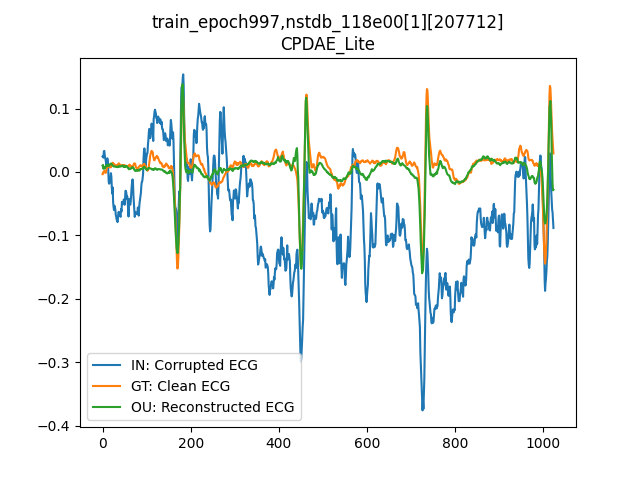 train_epoch997,nstdb_118e00[1][207712]
CPDAE_Lite
0.1
0.0
−0.1
−0.2
−0.3
−0.4
IN: Corrupted ECG
GT: Clean ECG
OU: Reconstructed ECG
0
200
400
600
800
1000